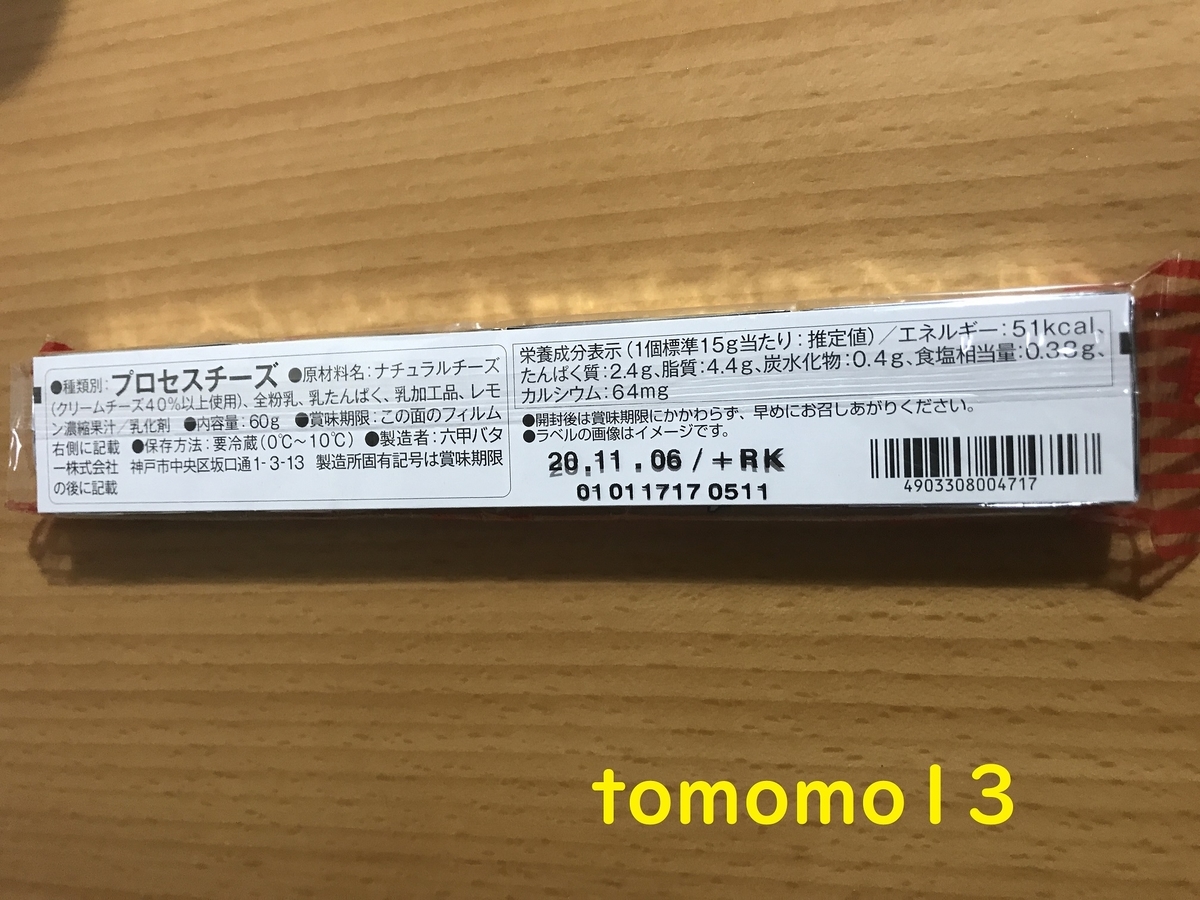 ●種類別:プロセスチーズ ●原材料名:ナチュラルチーズ
(クリームチーズ40%以上使用)、全粉乳、乳たんぱく、乳加工品、レモ
ン濃縮果汁/乳化剤 ●内容量:60g ●賞味期限:この面のフィルム
右側に記載 ●保存方法:要冷蔵(0℃~10℃) ●製造者:六甲バタ
ー株式会社 神戸市中央区坂口通1-3-13 製造所固有記号は賞味期限
の後に記載
栄養成分表示(1個標準15g当たり:推定値)/エネルギー:51kcal、
たんぱく質:2.4g、脂質:4.4g、炭水化物:0.4g、食塩相当量:0.33g、
カルシウム:64mg
●開封後は賞味期限にかかわらず、早めにお召しあがりください。
●ラベルの画像はイメージです。
20.11.06/+RK
01 011717 0511
4903308004717
tomomo13